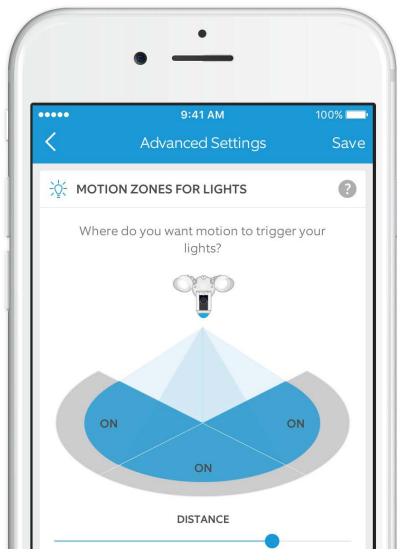 9:41 AM
100%
Advanced Settings
Save
MOTION ZONES FOR LIGHTS
?
Where do you want motion to trigger your
lights?
ON
ON
ON
DISTANCE